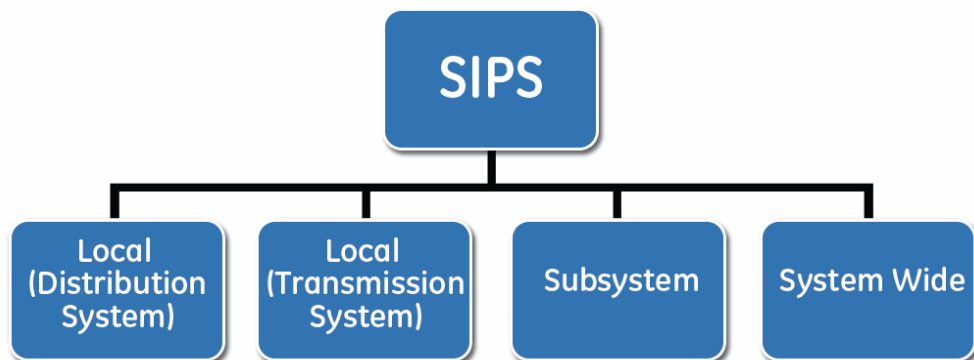 SIPS
Local
(Distribution
System)
Local
(Transmission
System)
Subsystem
System Wide